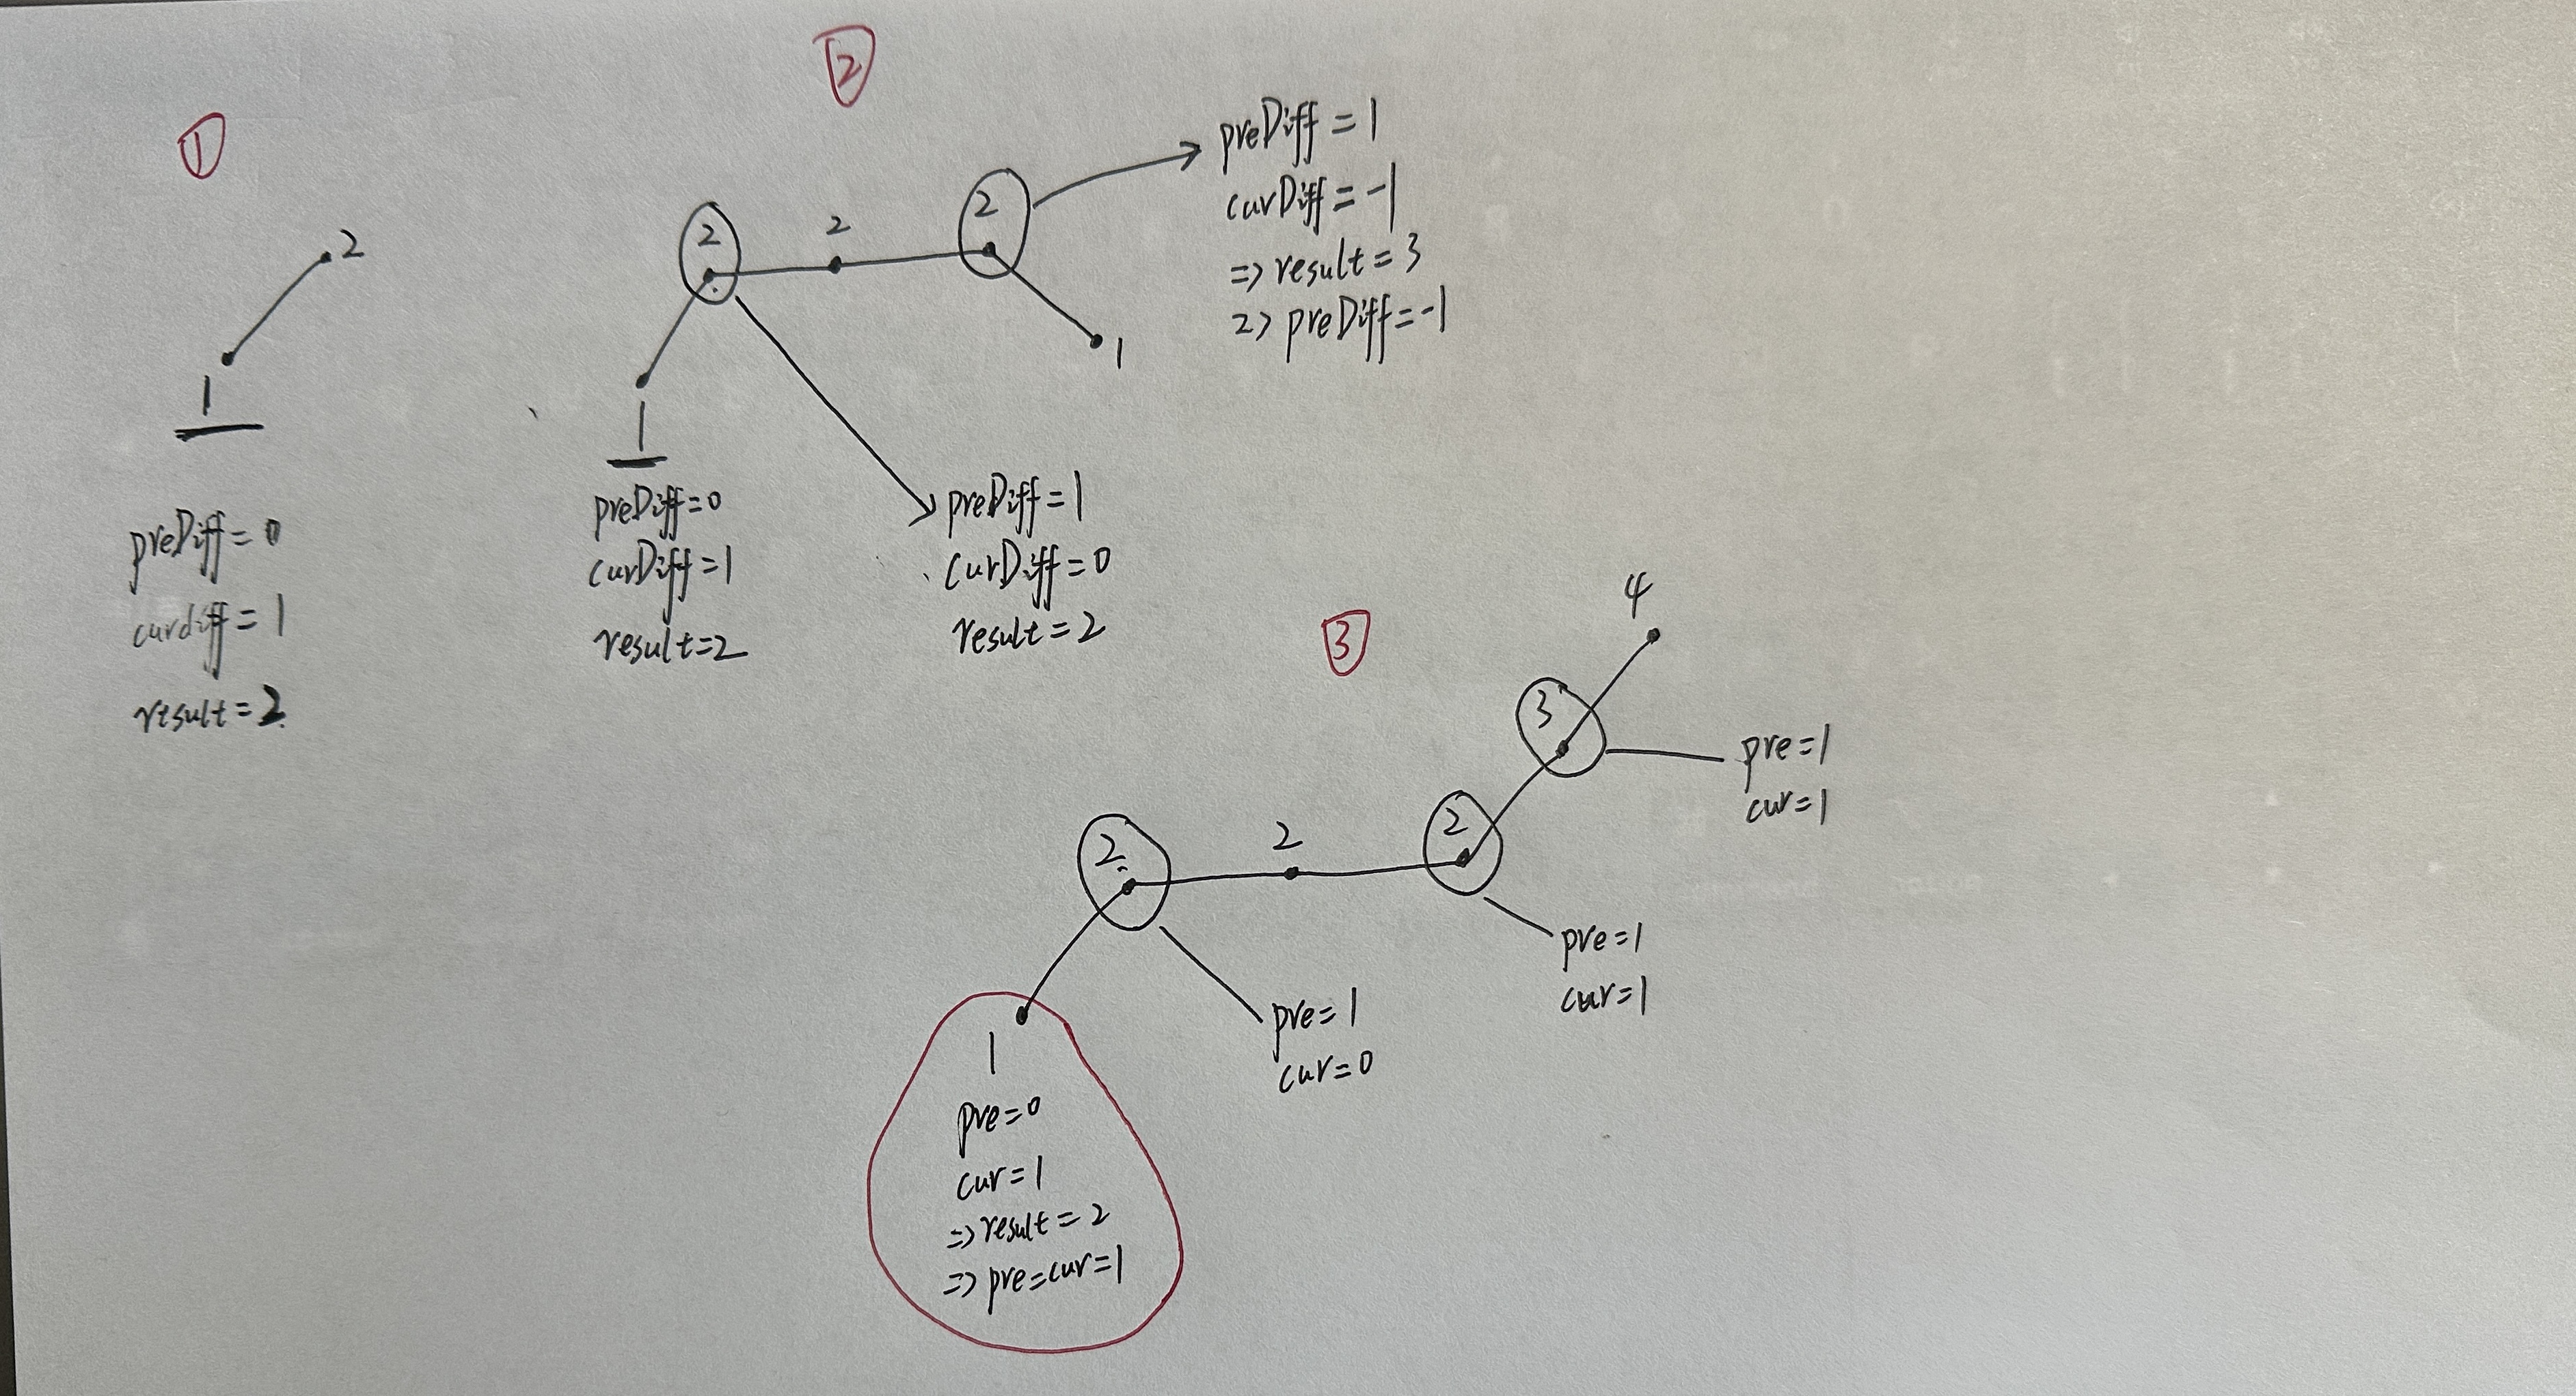 ①
2
1
preDiff=0
curdiff=1
result=2
②
2
2
2
1
1
preDiff=1
curDiff=-1
=>result=3
2> preDiff=-1
preDiff=0
curDiff=1
result=2
preDiff=1
curDiff=0
result=2
③
4
3
2
2
2
pre=1
cur=1
pre=1
cur=1
pre=1
cur=0
1
pre=0
cur=1
=>result=2
=>pre=cur=1